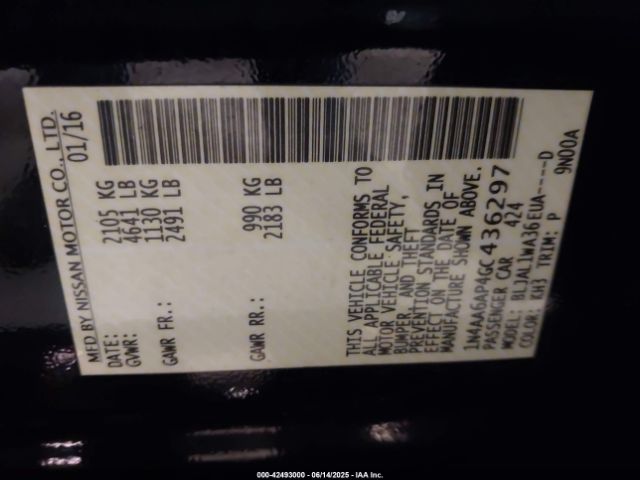 MFD BY NISSAN MOTOR CO., LTD.
DATE: 01/16
GVWR: 2105 KG
4641 LB
GAWR FR.: 1130 KG
2491 LB
GAWR RR.: 990 KG
2183 LB
THIS VEHICLE CONFORMS TO
ALL APPLICABLE FEDERAL
MOTOR VEHICLE SAFETY,
BUMPER, AND THEFT
PREVENTION STANDARDS IN
EFFECT ON THE DATE OF
MANUFACTURE SHOWN ABOVE.
1N4AA6AP4GC436297
PASSENGER CAR 424
MODEL: BLJAL1WA36EUA----D
COLOR: KH3 TRIM: P 9N00A
000-42493000 - 06/14/2025 - IAA Inc.